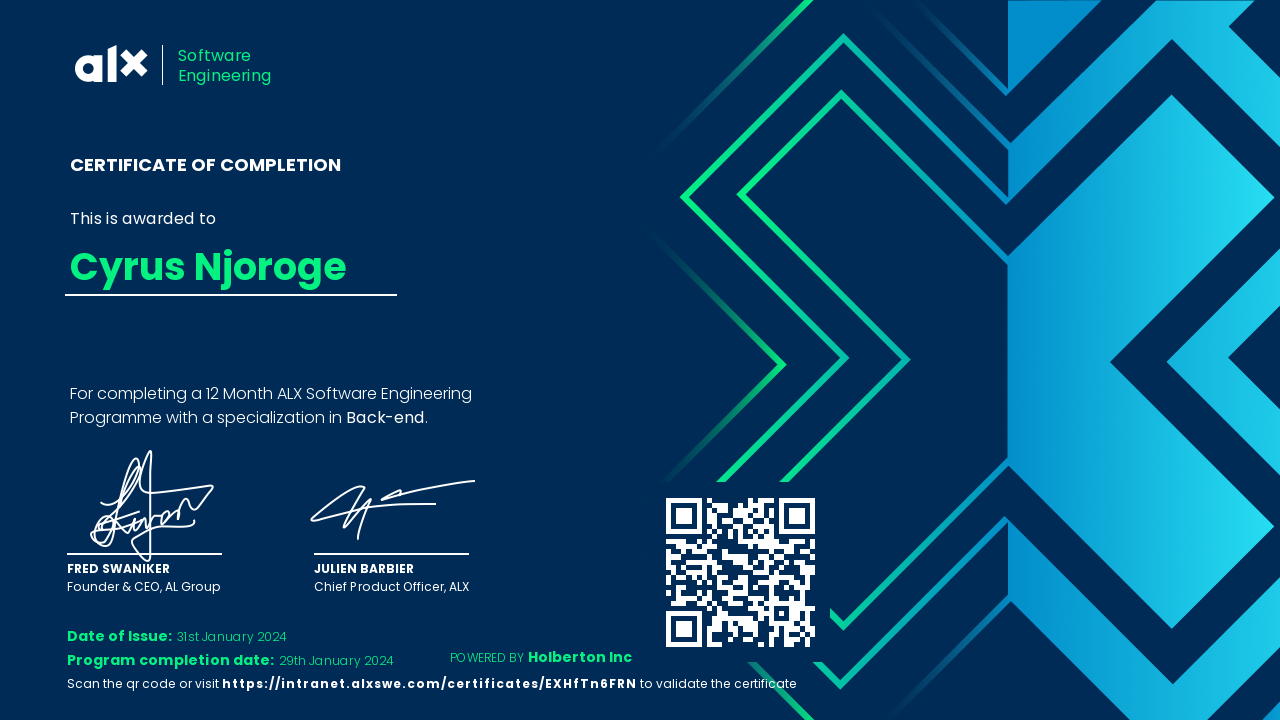 alx
Software
Engineering
CERTIFICATE OF COMPLETION
This is awarded to
Cyrus Njoroge
For completing a 12 Month ALX Software Engineering
Programme with a specialization in Back-end.
FRED SWANIKER
Founder & CEO, AL Group
JULIEN BARBIER
Chief Product Officer, ALX
Date of Issue: 31st January 2024
Program completion date: 29th January 2024
POWERED BY Holberton Inc
Scan the qr code or visit https://intranet.alxswe.com/certificates/EXHfTn6FRN to validate the certificate